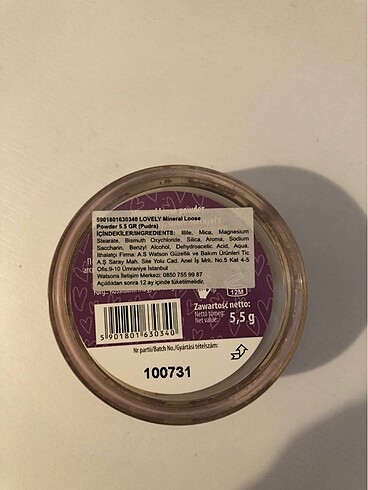 powder
5901801630340 LOVELY Mineral Loose
Powder 5.5 GR (Pudra)
İÇİNDEKİLER/INGREDIENTS: Illite, Mica, Magnesium
Stearate, Bismuth Oxychloride, Silica, Aroma, Sodium
Saccharin, Benzyl Alcohol, Dehydroacetic Acid, Aqua.
İthalatçı Firma: A.S Watson Güzellik ve Bakım Ürünleri Tic
A.Ş Saray Mah. Site Yolu Cad. Anel İş Mrk. No.5 Kat 4-5
Ofis:9-10 Ümraniye İstanbul
Watsons İletişim Merkezi: 0850 755 99 87
Açıldıktan sonra 12 ay içinde tüketilmelidir.
12M
Zawartość netto:
Nettó tömeg:
Net value:
5,5 g
5 901801 630340
Nr partii/Batch No./Gyártási tételszám:
100731